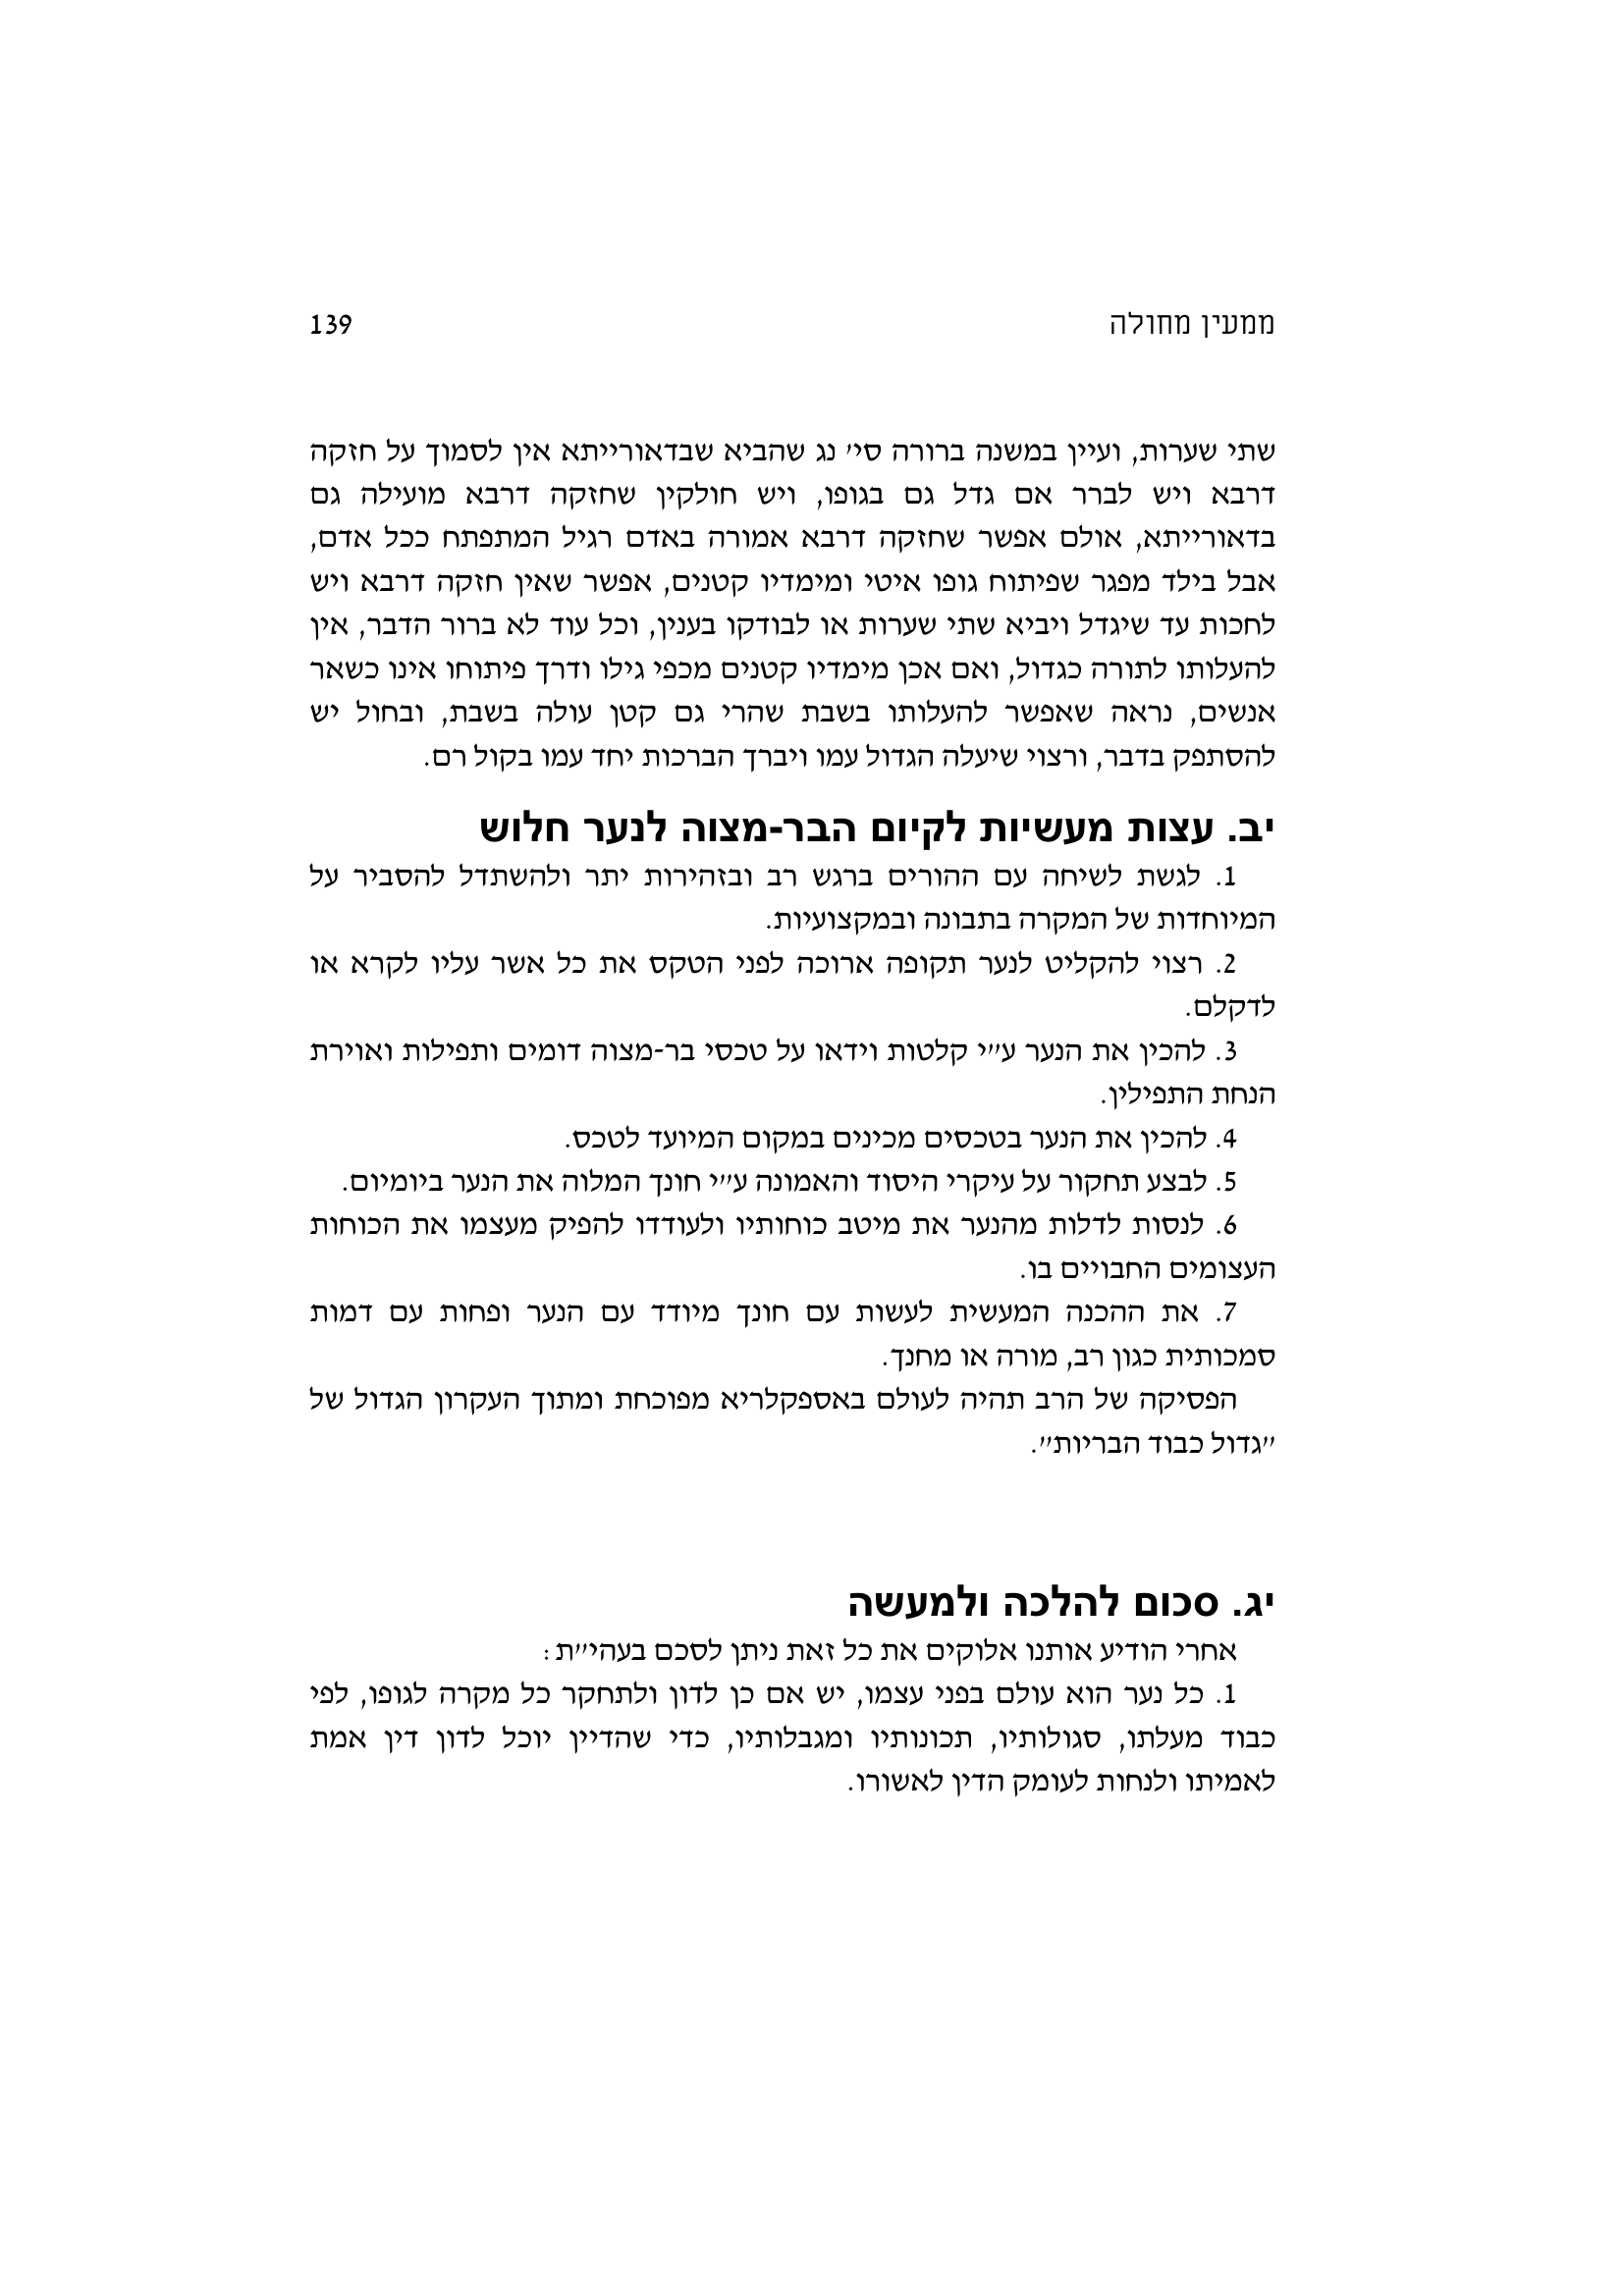 ממעין מחולה 139
שתי שערות, ועיין במשנה ברורה סי׳ נג שהביא שבדאורייתא אין לסמוך על חזקה
דרבא ויש לברר אם גדל גם בגופו, ויש חולקין שחזקה דרבא מועילה גם
בדאורייתא, אולם אפשר שחזקה דרבא אמורה באדם רגיל המתפתח ככל אדם,
אבל בילד מפגר שפיתוח גופו איטי ומימדיו קטנים, אפשר שאין חזקה דרבא ויש
לחכות עד שיגדל ויביא שתי שערות או לבודקו בענין, וכל עוד לא ברור הדבר, אין
להעלותו לתורה כגדול, ואם אכן מימדיו קטנים מכפי גילו ודרך פיתוחו אינו כשאר
אנשים, נראה שאפשר להעלותו בשבת שהרי גם קטן עולה בשבת, ובחול יש
להסתפק בדבר, ורצוי שיעלה הגדול עמו ויברך הברכות יחד עמו בקול רם.
יב. עצות מעשיות לקיום הבר-מצוה לנער חלוש
1. לגשת לשיחה עם ההורים ברגש רב ובזהירות יתר ולהשתדל להסביר על
המיוחדות של המקרה בתבונה ובמקצועיות.
2. רצוי להקליט לנער תקופה ארוכה לפני הטקס את כל אשר עליו לקרא או
לדקלם.
3. להכין את הנער ע״י קלטות וידאו על טכסי בר-מצוה דומים ותפילות ואוירת
הנחת התפילין.
4. להכין את הנער בטכסים מכינים במקום המיועד לטכס.
5. לבצע תחקור על עיקרי היסוד והאמונה ע״י חונך המלוה את הנער ביומיום.
6. לנסות לדלות מהנער את מיטב כוחותיו ולעודדו להפיק מעצמו את הכוחות
העצומים החבויים בו.
7. את ההכנה המעשית לעשות עם חונך מיודד עם הנער ופחות עם דמות
סמכותית כגון רב, מורה או מחנך.
הפסיקה של הרב תהיה לעולם באספקלריא מפוכחת ומתוך העקרון הגדול של
״גדול כבוד הבריות״.
יג. סכום להלכה ולמעשה
אחרי הודיע אותנו אלוקים את כל זאת ניתן לסכם בעהי״ת:
1. כל נער הוא עולם בפני עצמו, יש אם כן לדון ולתחקר כל מקרה לגופו, לפי
כבוד מעלתו, סגולותיו, תכונותיו ומגבלותיו, כדי שהדיין יוכל לדון דין אמת
לאמיתו ולנחות לעומק הדין לאשורו.